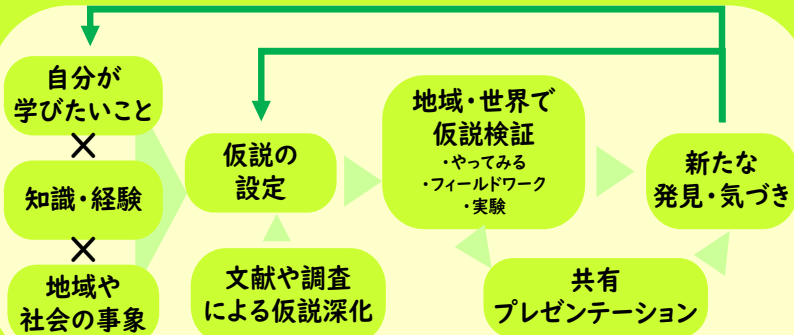 自分が
学びたいこと
×
知識・経験
×
地域や
社会の事象
仮説の
設定
文献や調査
による仮説深化
地域・世界で
仮説検証
・やってみる
・フィールドワーク
・実験
共有
プレゼンテーション
新たな
発見・気づき